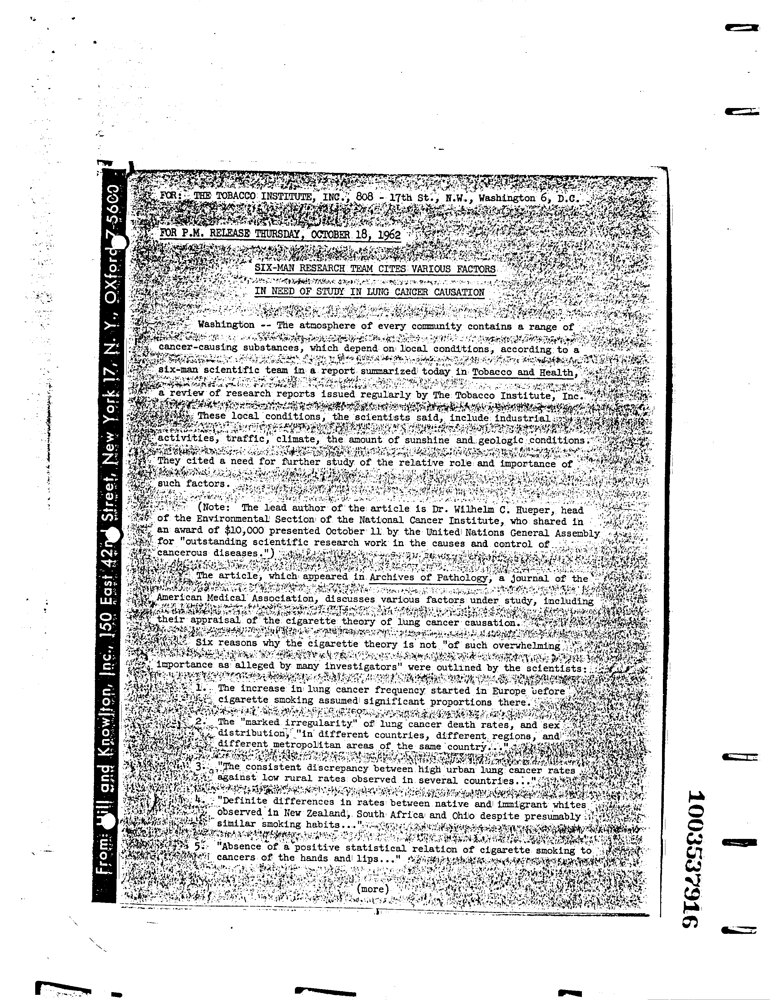 FOR: THE TOBACCO INSTITUTE, INC., 808 - 17th St., N.W., Washington 6, D.C.
FOR P.M. RELEASE THURSDAY, OCTOBER 18, 1962
SIX-MAN RESEARCH TEAM CITES VARIOUS FACTORS
IN NEED OF STUDY IN LUNG CANCER CAUSATION
Washington -- The atmosphere of every community contains a range of
cancer-causing substances, which depend on local conditions, according to a
six-man scientific team in a report summarized today in Tobacco and Health,
a review of research reports issued regularly by The Tobacco Institute, Inc.
These local conditions, the scientists said, include industrial
activities, traffic, climate, the amount of sunshine and geologic conditions.
They cited a need for further study of the relative role and importance of
such factors.
(Note: The lead author of the article is Dr. Wilhelm C. Hueper, head
of the Environmental Section of the National Cancer Institute, who shared in
an award of $10,000 presented October 11 by the United Nations General Assembly
for "outstanding scientific research work in the causes and control of
cancerous diseases.")
The article, which appeared in Archives of Pathology, a journal of the
American Medical Association, discusses various factors under study, including
their appraisal of the cigarette theory of lung cancer causation.
Six reasons why the cigarette theory is not "of such overwhelming
importance as alleged by many investigators" were outlined by the scientists:
1. The increase in lung cancer frequency started in Europe before
cigarette smoking assumed significant proportions there.
2. The "marked irregularity" of lung cancer death rates, and sex
distribution, "in different countries, different regions, and
different metropolitan areas of the same country..."
3. "The consistent discrepancy between high urban lung cancer rates
against low rural rates observed in several countries..."
4. "Definite differences in rates between native and immigrant whites
observed in New Zealand, South Africa and Ohio despite presumably
similar smoking habits..."
5. "Absence of a positive statistical relation of cigarette smoking to
cancers of the hands and lips..."
(more)
From: Hill and Knowlton, Inc., 150 East 42nd Street, New York 17, N. Y., OXford 7-5600
1003537916